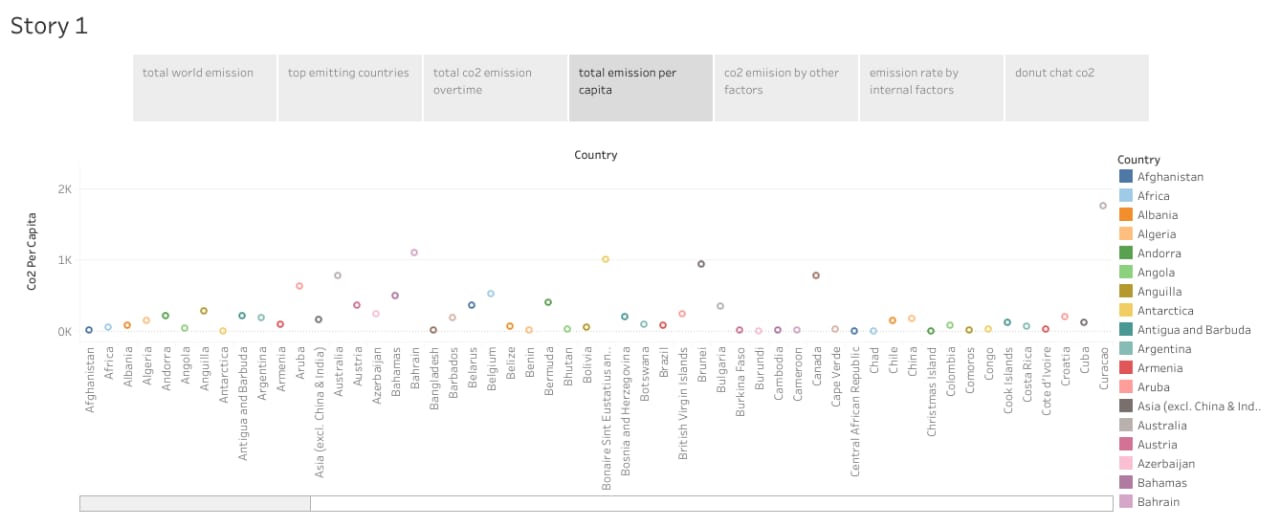 Story 1
total world emission
top emitting countries
total co2 emission
overtime
total emission per
capita
co2 emiision by other
factors
emission rate by
internal factors
donut chat co2
Country
Co2 Per Capita
2K
1K
0K
Afghanistan
Africa
Albania
Algeria
Andorra
Angola
Anguilla
Antarctica
Antigua and Barbuda
Argentina
Armenia
Aruba
Asia (excl. China & India)
Australia
Austria
Azerbaijan
Bahamas
Bahrain
Bangladesh
Barbados
Belarus
Belgium
Belize
Benin
Bermuda
Bhutan
Bolivia
Bonaire Sint Eustatius an..
Bosnia and Herzegovina
Botswana
Brazil
British Virgin Islands
Brunei
Bulgaria
Burkina Faso
Burundi
Cambodia
Cameroon
Canada
Cape Verde
Central African Republic
Chad
Chile
China
Christmas Island
Colombia
Comoros
Congo
Cook Islands
Costa Rica
Cote d'Ivoire
Croatia
Cuba
Curacao
Country
Afghanistan
Africa
Albania
Algeria
Andorra
Angola
Anguilla
Antarctica
Antigua and Barbuda
Argentina
Armenia
Aruba
Asia (excl. China & Ind..
Australia
Austria
Azerbaijan
Bahamas
Bahrain